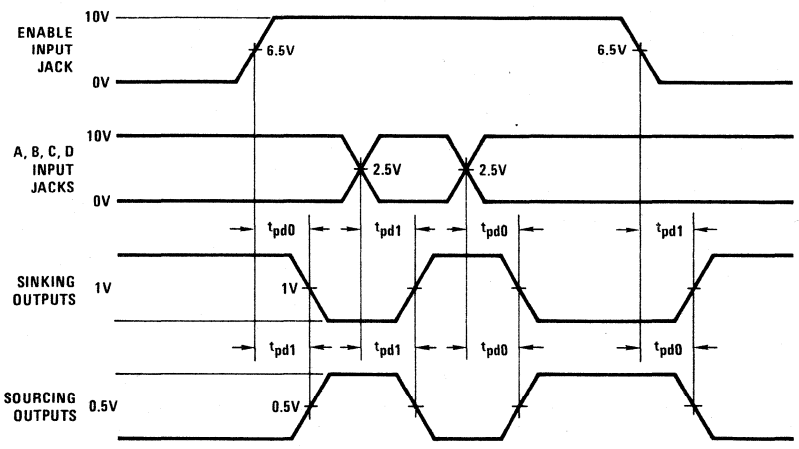 10V
ENABLE
INPUT
JACK
6.5V
6.5V
0V
10V
A, B, C, D
INPUT
JACKS
2.5V
2.5V
0V
tpd0
tpd1
tpd0
tpd1
SINKING
OUTPUTS
1V
1V
tpd1
tpd1
tpd0
tpd0
SOURCING
OUTPUTS
0.5V
0.5V